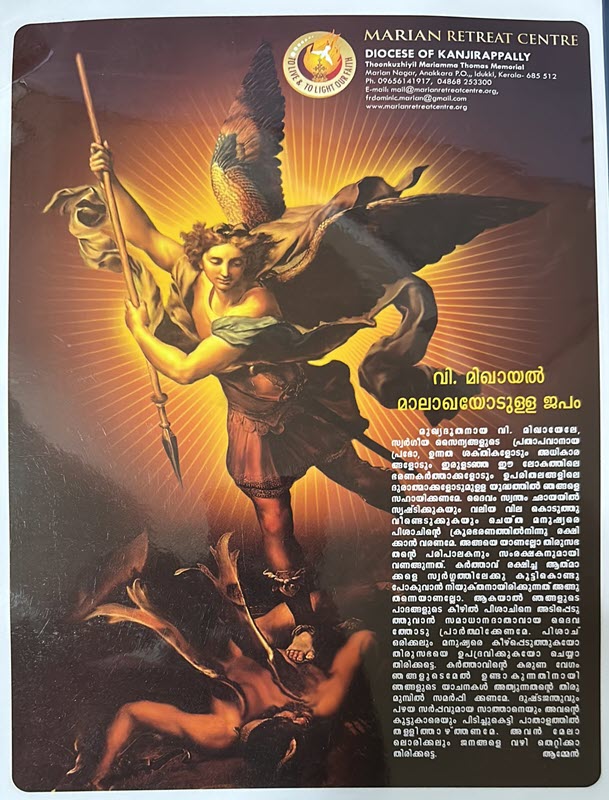 MARIAN RETREAT CENTRE
DIOCESE OF KANJIRAPPALLY
Thoonkuzhiyil Mariamma Thomas Memorial
Marian Nagar, Anakkara P.O., Idukki, Kerala- 685 512
Ph. 09656141917, 04868 253300
E-mail: mail@marianretreatcentre.org,
frdominic.marian@gmail.com
www.marianretreatcentre.org
TO LIVE & TO LIGHT OUR FAITH
വി. മിഖായൽ
മാലാഖയോടുള്ള ജപം
മുഖ്യദൂതനായ വി. മിഖായേലേ,
സ്വർഗീയ സൈന്യങ്ങളുടെ പ്രതാപവാനായ
പ്രഭോ, ഉന്നത ശക്തികളോടും അധികാര
ങ്ങളോടും ഇരുളടഞ്ഞ ഈ ലോകത്തിലെ
ഭരണകർത്താക്കളോടും ഉപരിതലങ്ങളിലെ
ദുരാത്മാക്കളോടുമുളള യുദ്ധത്തിൽ ഞങ്ങളെ
സഹായിക്കണമേ. ദൈവം സ്വന്തം ഛായയിൽ
സൃഷ്ടിക്കുകയും വലിയ വില കൊടുത്തു
വീണ്ടെടുക്കുകയും ചെയ്ത മനുഷ്യരെ
പിശാചിന്റെ ക്രൂരഭരണത്തിൽനിന്നു രക്ഷി
ക്കാൻ വരണമേ. അങ്ങയെ യാണല്ലോ തിരുസഭ
തന്റെ പരിപാലകനും സംരക്ഷകനുമായി
വണങ്ങുന്നത്. കർത്താവ് രക്ഷിച്ച ആത്മാ
ക്കളെ സ്വർഗ്ഗത്തിലേക്കു കൂട്ടികൊണ്ടു
പോകുവാൻ നിയുക്തനായിരിക്കുന്നത് അങ്ങു
തന്നെയാണല്ലോ. ആകയാൽ ഞങ്ങളുടെ
പാദങ്ങളുടെ കീഴിൽ പിശാചിനെ അടിപ്പെടു
ത്തുവാൻ സമാധാനദാതാവായ ദൈവ
ത്തോടു പ്രാർത്ഥിക്കേണമേ. പിശാച്
ഒരിക്കലും മനുഷ്യരെ കീഴ്പ്പെടുത്തുകയോ
തിരുസഭയെ ഉപദ്രവിക്കുകയോ ചെയ്യാ
തിരിക്കട്ടെ. കർത്താവിന്റെ കരുണ വേഗം
ഞങ്ങളുടെമേൽ ഉണ്ടാകുന്നതിനായി
ഞങ്ങളുടെ യാചനകൾ അത്യുന്നതന്റെ തിരു
മുമ്പിൽ സമർപ്പി ക്കണമേ. ദുഷ്ടജന്തുവും
പഴയ സർപ്പവുമായ സാത്താനെയും അവന്റെ
കൂട്ടുകാരെയും പിടിച്ചുകെട്ടി പാതാളത്തിൽ
തള്ളിത്താഴ്ത്തണമേ. അവൻ മേലാ
ലൊരിക്കലും ജനങ്ങളെ വഴി തെറ്റിക്കാ
തിരിക്കട്ടെ. ആമ്മേൻ